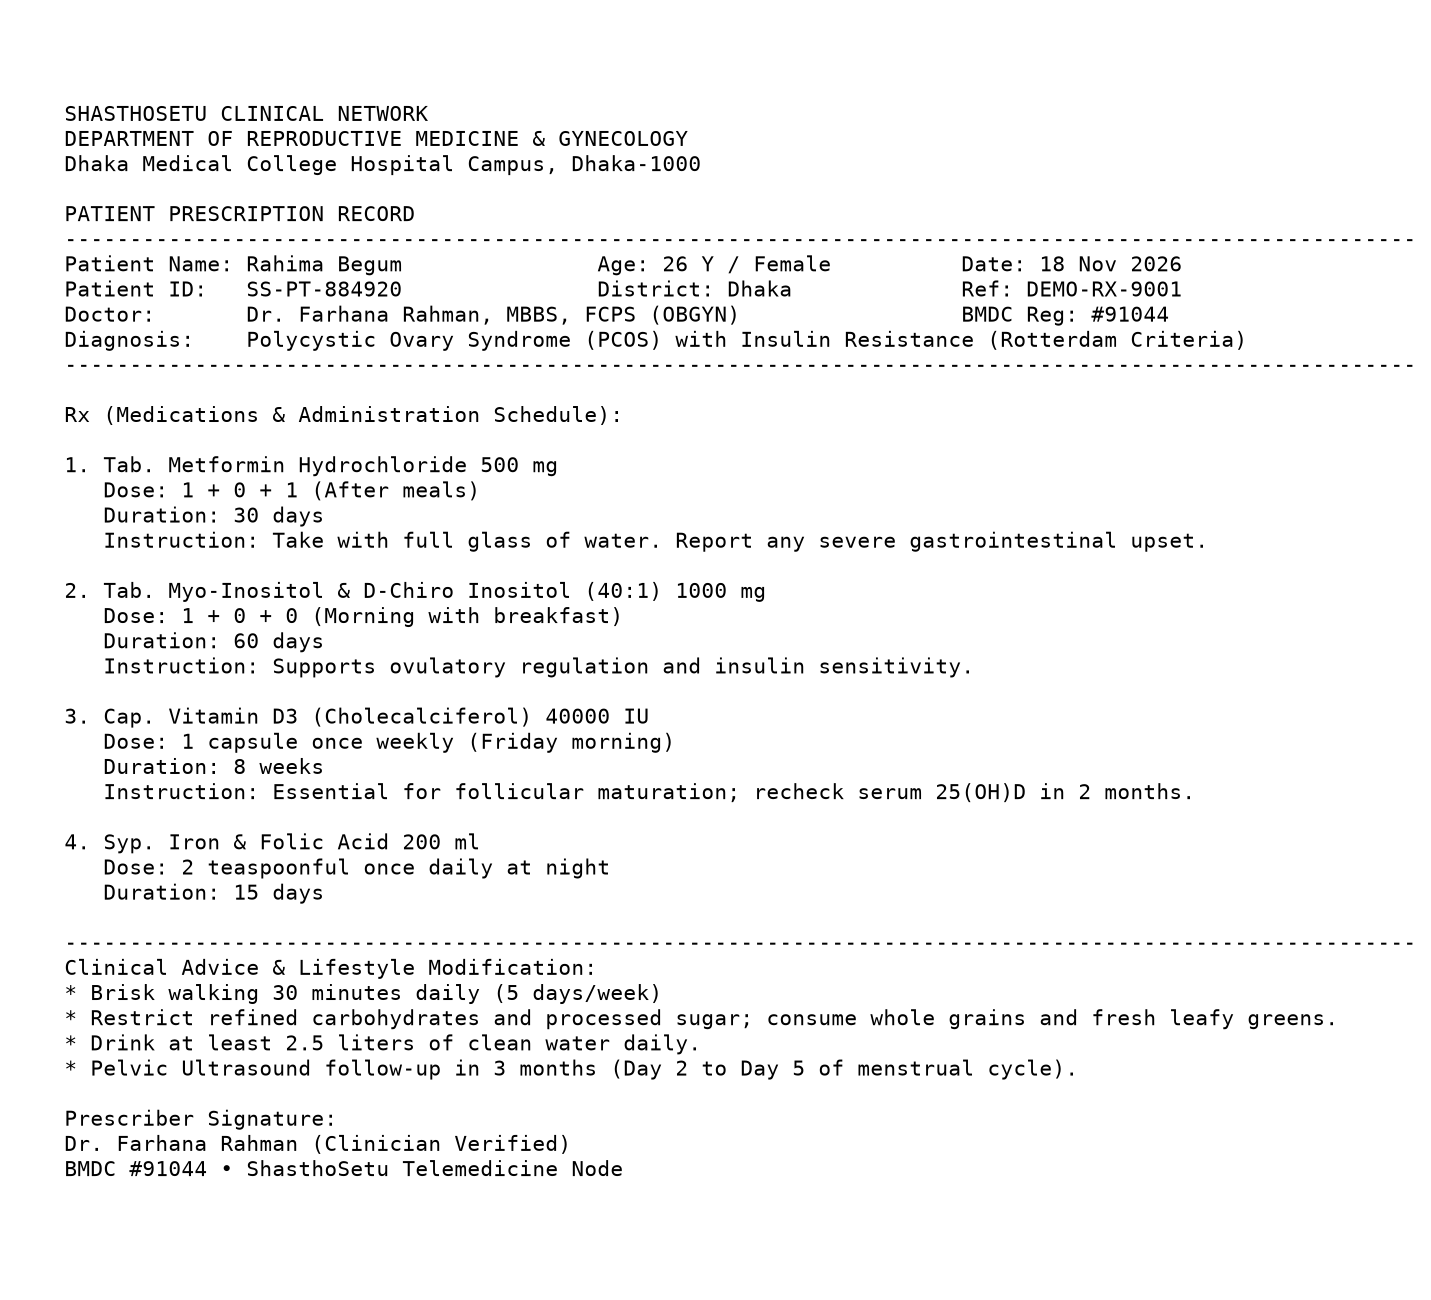 SHASTHOSETU CLINICAL NETWORK
DEPARTMENT OF REPRODUCTIVE MEDICINE & GYNECOLOGY
Dhaka Medical College Hospital Campus, Dhaka-1000
PATIENT PRESCRIPTION RECORD
--------------------------------------------------------------------------------------------------------
Patient Name: Rahima Begum               Age: 26 Y / Female          Date: 18 Nov 2026
Patient ID:   SS-PT-884920               District: Dhaka             Ref: DEMO-RX-9001
Doctor:       Dr. Farhana Rahman, MBBS, FCPS (OBGYN)                 BMDC Reg: #91044
Diagnosis:    Polycystic Ovary Syndrome (PCOS) with Insulin Resistance (Rotterdam Criteria)
--------------------------------------------------------------------------------------------------------
Rx (Medications & Administration Schedule):
1. Tab. Metformin Hydrochloride 500 mg
   Dose: 1 + 0 + 1 (After meals)
   Duration: 30 days
   Instruction: Take with full glass of water. Report any severe gastrointestinal upset.
2. Tab. Myo-Inositol & D-Chiro Inositol (40:1) 1000 mg
   Dose: 1 + 0 + 0 (Morning with breakfast)
   Duration: 60 days
   Instruction: Supports ovulatory regulation and insulin sensitivity.
3. Cap. Vitamin D3 (Cholecalciferol) 40000 IU
   Dose: 1 capsule once weekly (Friday morning)
   Duration: 8 weeks
   Instruction: Essential for follicular maturation; recheck serum 25(OH)D in 2 months.
4. Syp. Iron & Folic Acid 200 ml
   Dose: 2 teaspoonful once daily at night
   Duration: 15 days
--------------------------------------------------------------------------------------------------------
Clinical Advice & Lifestyle Modification:
* Brisk walking 30 minutes daily (5 days/week)
* Restrict refined carbohydrates and processed sugar; consume whole grains and fresh leafy greens.
* Drink at least 2.5 liters of clean water daily.
* Pelvic Ultrasound follow-up in 3 months (Day 2 to Day 5 of menstrual cycle).
Prescriber Signature:
Dr. Farhana Rahman (Clinician Verified)
BMDC #91044 • ShasthoSetu Telemedicine Node